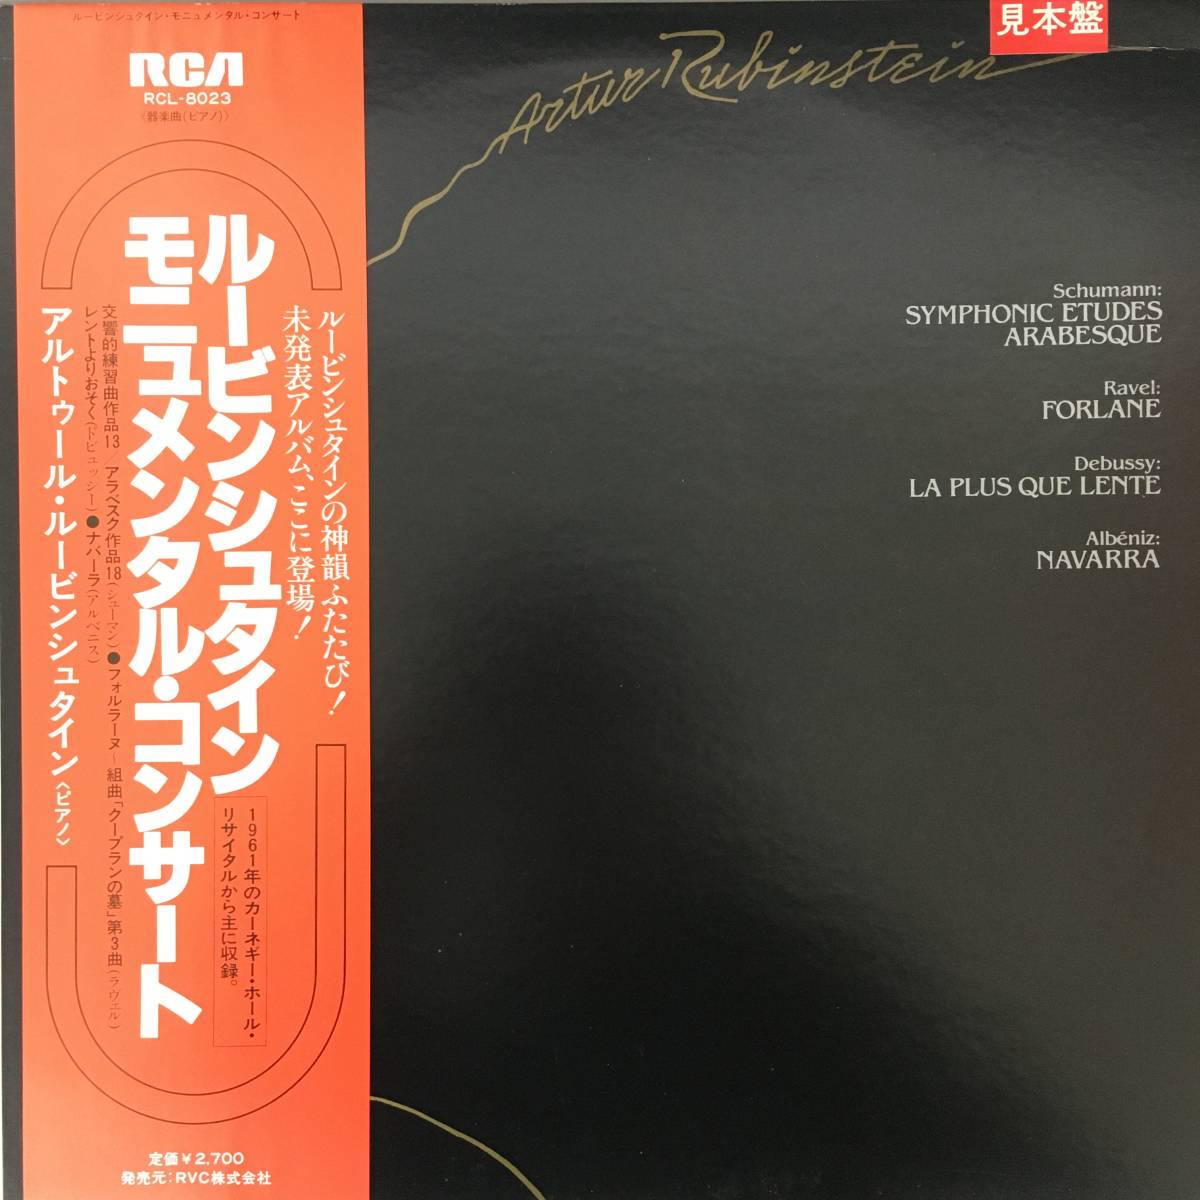 ルービンシュタイン・モニュメンタル・コンサート
RCA
RCL-8023
〈器楽曲(ピアノ)〉
ルービンシュタインの神韻ふたたび!
未発表アルバム、ここに登場!
ルービンシュタイン
モニュメンタル・コンサート
1961年のカーネギー・ホール・
リサイタルから主に収録。
交響的練習曲作品13/アラベスク作品18(シューマン)●フォルラーヌ~組曲「クープランの墓」第3曲(ラヴェル)
レントよりおそく(ドビュッシー)●ナバーラ(アルベニス)
アルトゥール・ルービンシュタイン〈ピアノ〉
定価¥2,700
発売元:RVC株式会社
Artur Rubinstein
見本盤
Schumann:
SYMPHONIC ETUDES
ARABESQUE
Ravel:
FORLANE
Debussy:
LA PLUS QUE LENTE
Albéniz:
NAVARRA